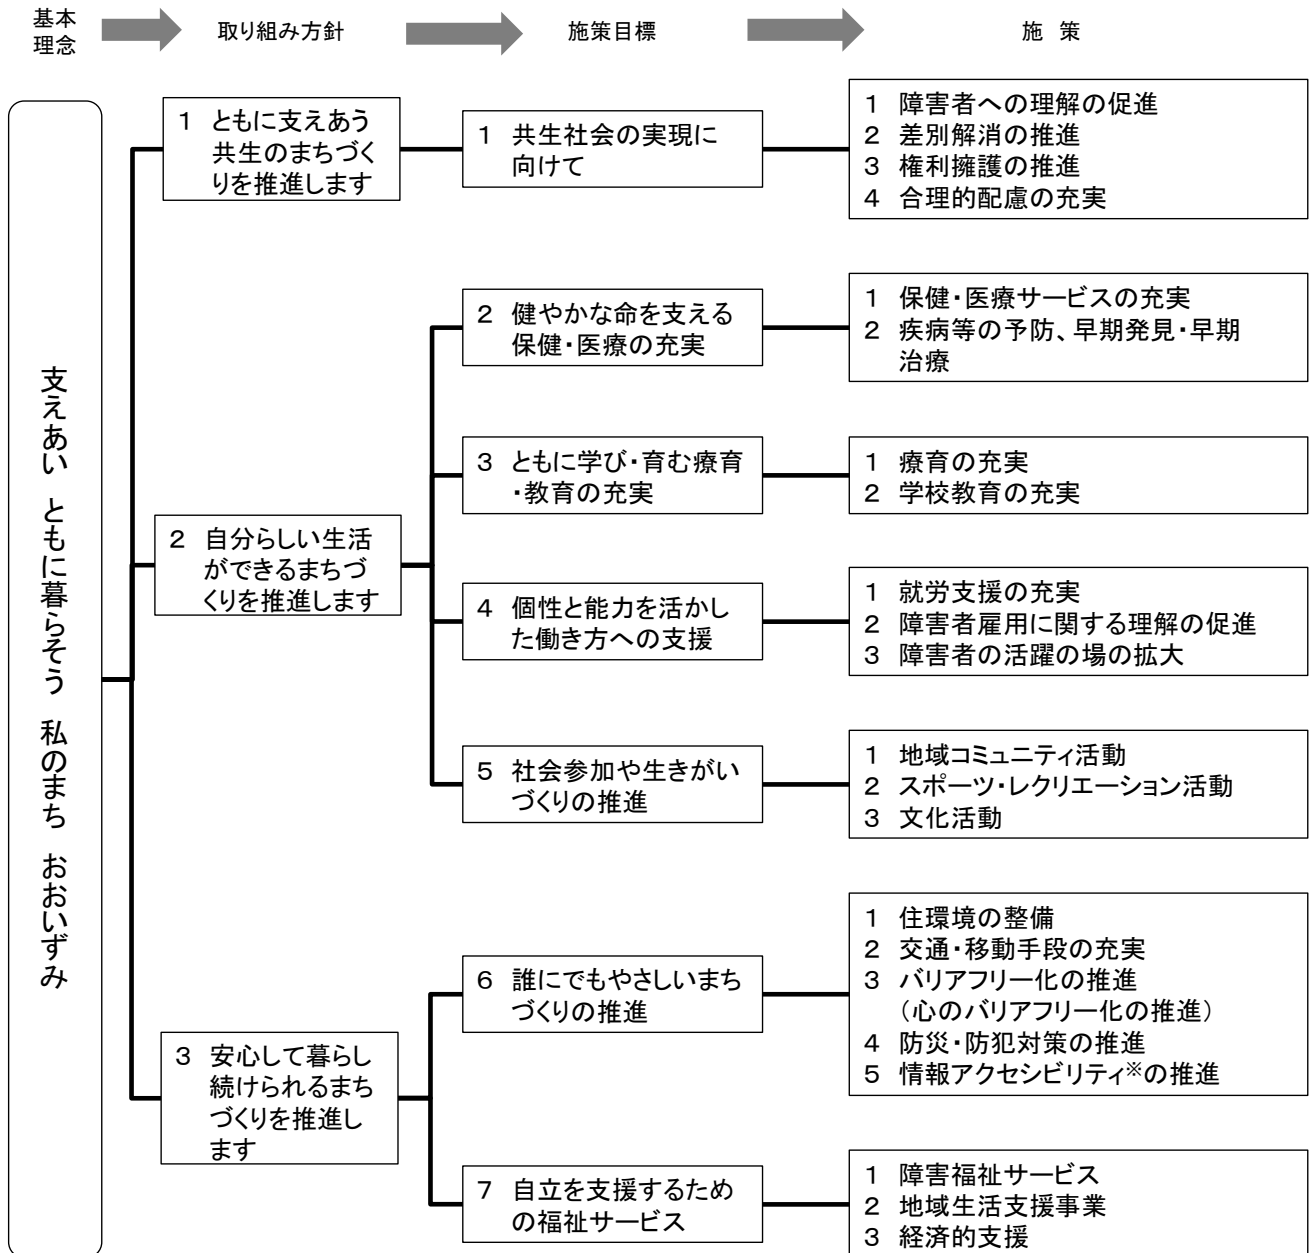 基本
理念
取り組み方針
施策目標
施 策
支えあい ともに暮らそう 私のまち おおいずみ
1 ともに支えあう
共生のまちづく
りを推進します
1 共生社会の実現に
向けて
1 障害者への理解の促進
2 差別解消の推進
3 権利擁護の推進
4 合理的配慮の充実
2 自分らしい生活
ができるまちづ
くりを推進します
2 健やかな命を支える
保健・医療の充実
1 保健・医療サービスの充実
2 疾病等の予防、早期発見・早期
治療
3 ともに学び・育む療育
・教育の充実
1 療育の充実
2 学校教育の充実
4 個性と能力を活かし
た働き方への支援
1 就労支援の充実
2 障害者雇用に関する理解の促進
3 障害者の活躍の場の拡大
5 社会参加や生きがい
づくりの推進
1 地域コミュニティ活動
2 スポーツ・レクリエーション活動
3 文化活動
3 安心して暮らし
続けられるまち
づくりを推進し
ます
6 誰にでもやさしいまち
づくりの推進
1 住環境の整備
2 交通・移動手段の充実
3 バリアフリー化の推進
（心のバリアフリー化の推進）
4 防災・防犯対策の推進
5 情報アクセシビリティ※の推進
7 自立を支援するため
の福祉サービス
1 障害福祉サービス
2 地域生活支援事業
3 経済的支援